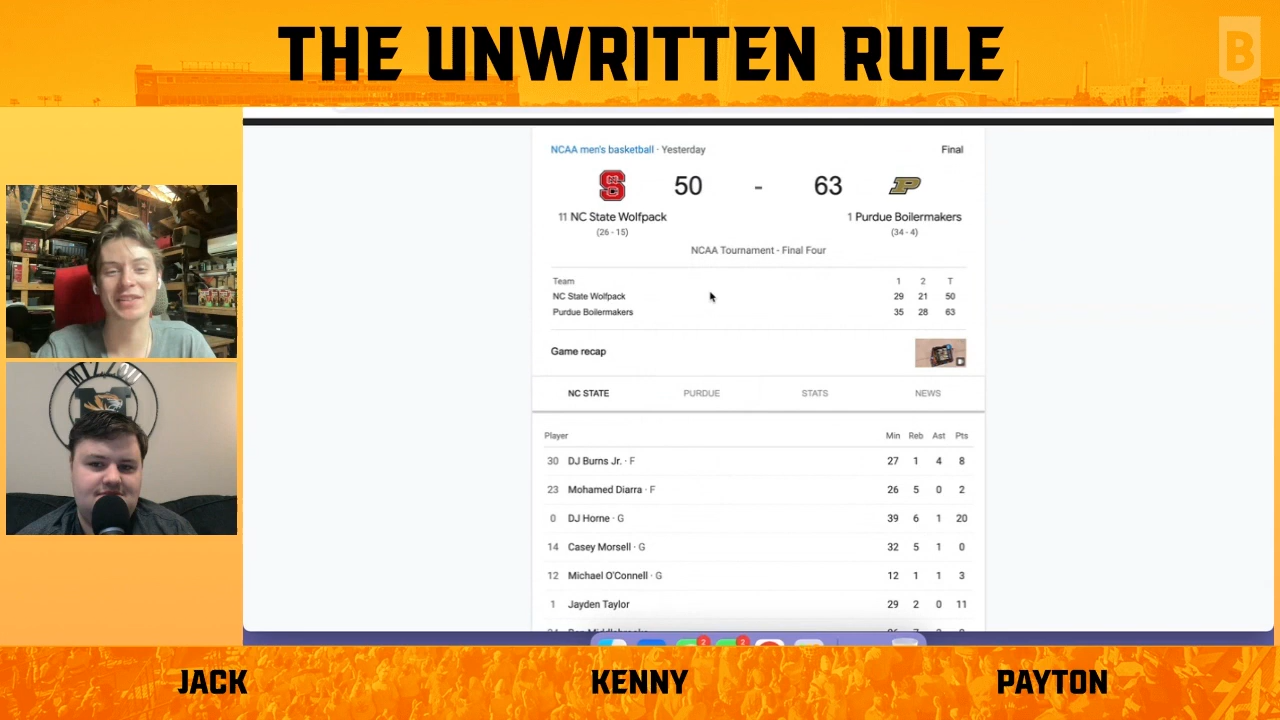 THE UNWRITTEN RULE
B
NCAA men's basketball · Yesterday
Final
50 - 63
11 NC State Wolfpack
1 Purdue Boilermakers
(26 - 15)
(34 - 4)
NCAA Tournament - Final Four
Team 1 2 T
NC State Wolfpack 29 21 50
Purdue Boilermakers 35 28 63
Game recap
NC STATE PURDUE STATS NEWS
Player Min Reb Ast Pts
30 DJ Burns Jr. · F 27 1 4 8
23 Mohamed Diarra · F 26 5 0 2
0 DJ Horne · G 39 6 1 20
14 Casey Morsell · G 32 5 1 0
12 Michael O'Connell · G 12 1 1 3
1 Jayden Taylor 29 2 0 11
2 2
MIZZOU
JACK KENNY PAYTON